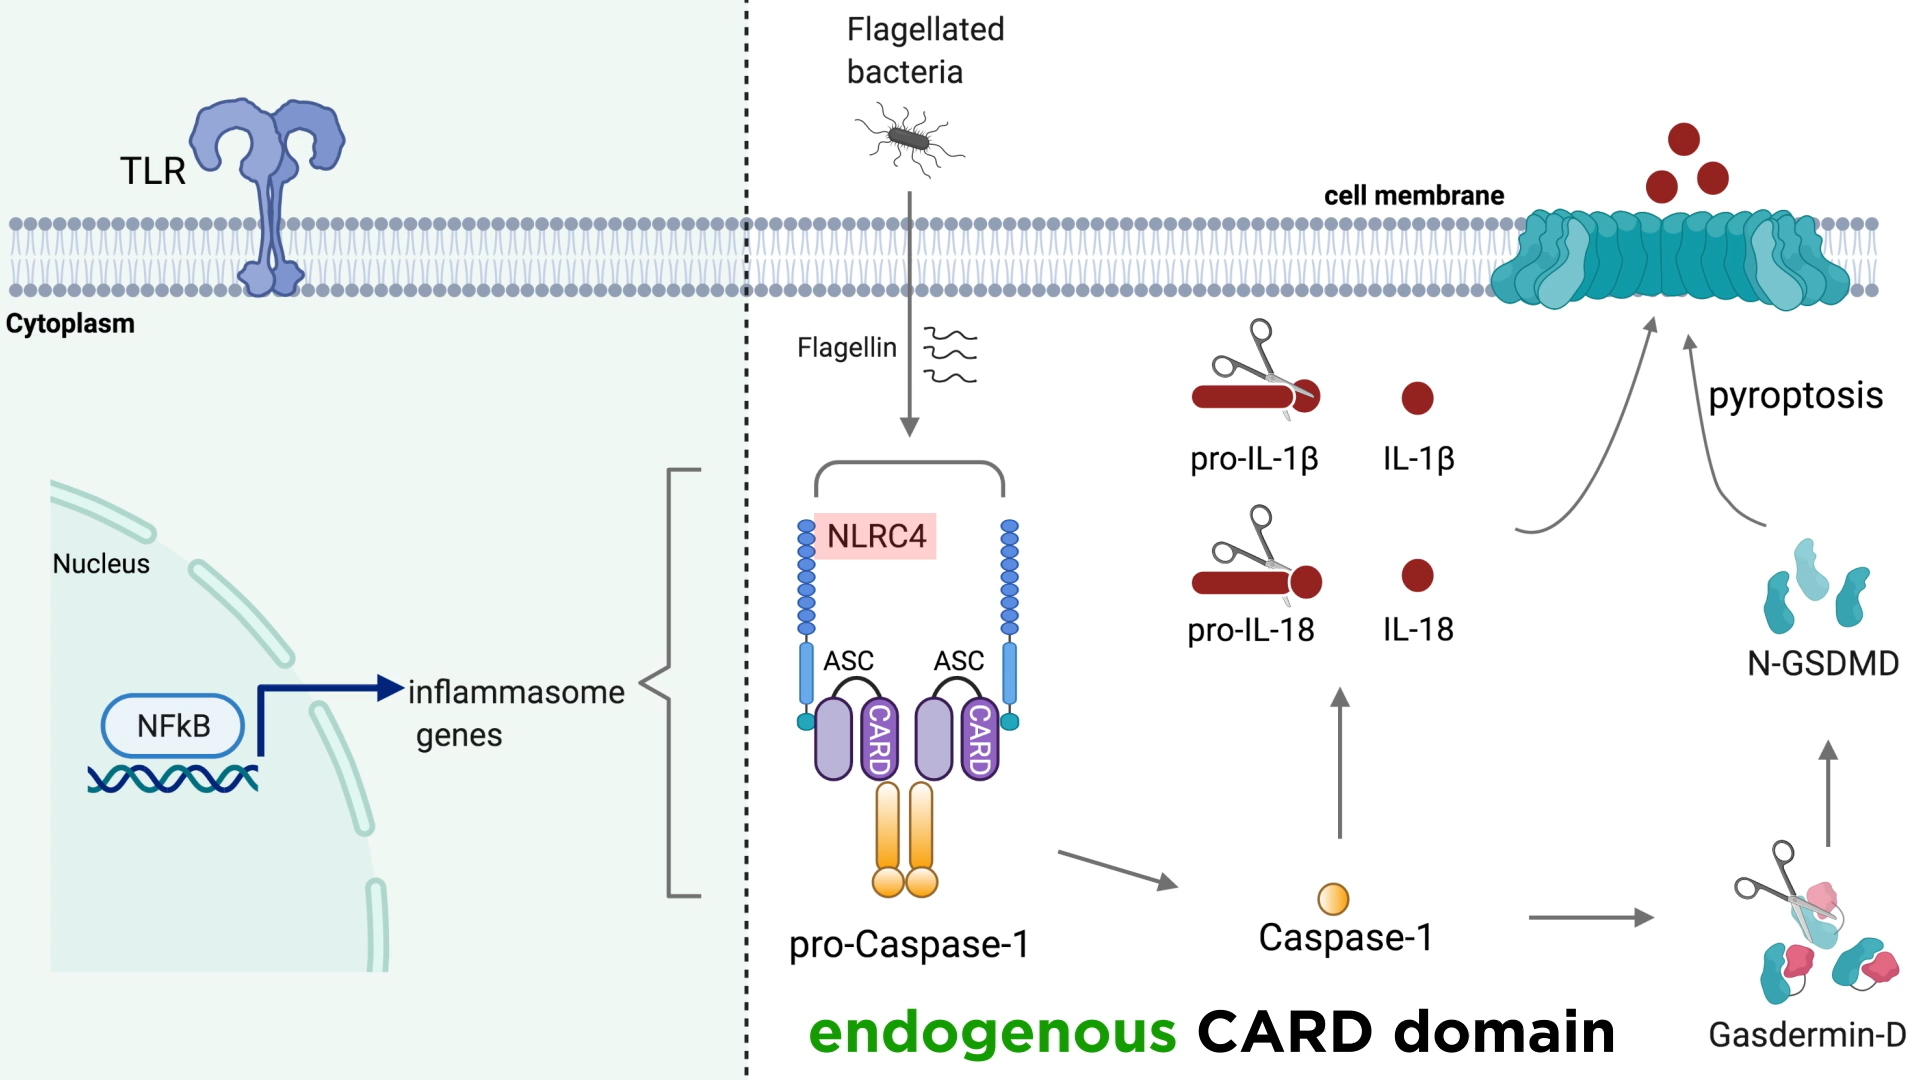 TLR
Cytoplasm
Nucleus
NFkB
inflammasome
genes
Flagellated
bacteria
Flagellin
NLRC4
ASC
ASC
CARD
CARD
pro-Caspase-1
cell membrane
pro-IL-1β
IL-1β
pro-IL-18
IL-18
Caspase-1
pyroptosis
N-GSDMD
Gasdermin-D
endogenous CARD domain